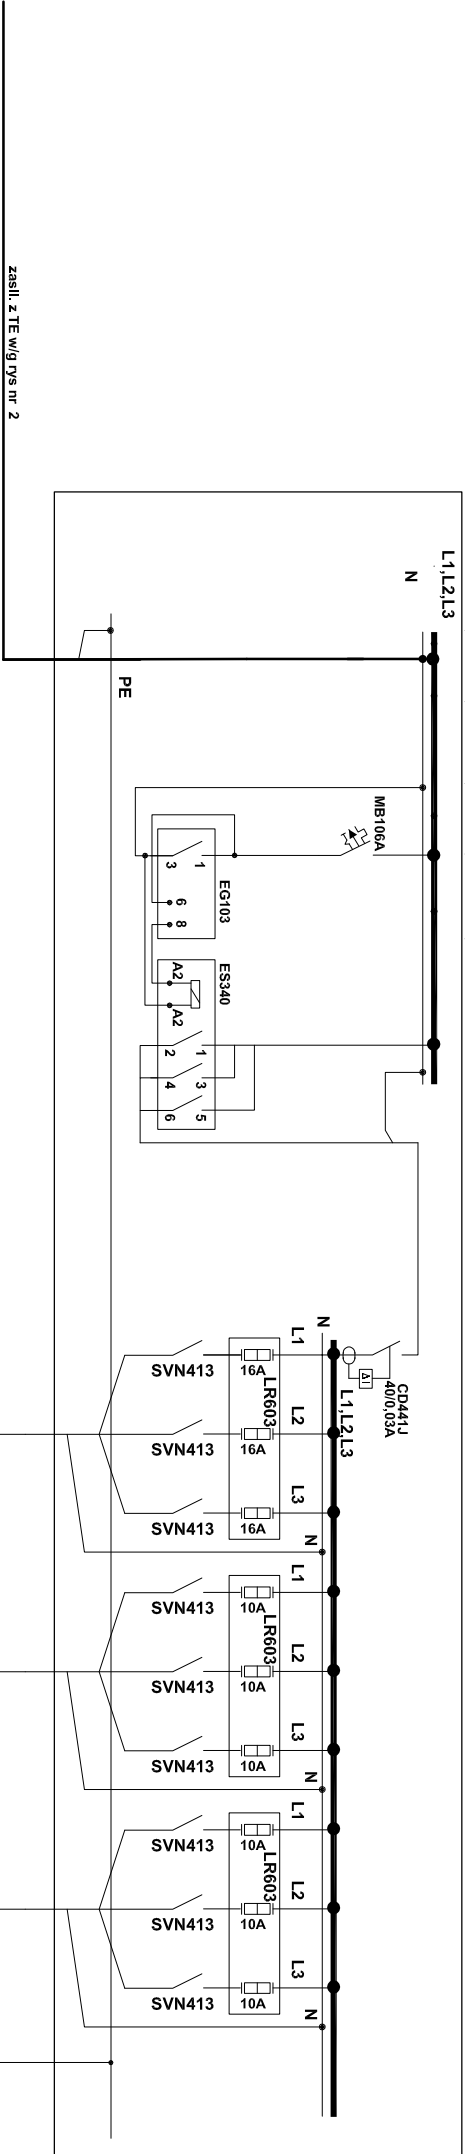 zasil. z TE w/g rys nr 2
L1,L2,L3
N
PE
MB106A
EG103
1
3
6
8
ES340
A2
A2
1
2
3
4
5
6
CD441J
40/0,03A
ΔI
L1,L2,L3
N
L1
L2
L3
N
LR603
16A
16A
16A
SVN413
SVN413
SVN413
L1
L2
L3
N
LR603
10A
10A
10A
SVN413
SVN413
SVN413
L1
L2
L3
N
LR603
10A
10A
10A
SVN413
SVN413
SVN413